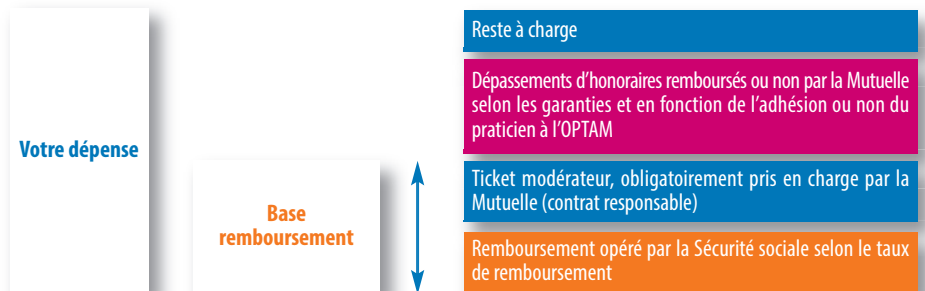 Votre dépense
Base
remboursement
Reste à charge
Dépassements d'honoraires remboursés ou non par la Mutuelle
selon les garanties et en fonction de l'adhésion ou non du
praticien à l'OPTAM
Ticket modérateur, obligatoirement pris en charge par la
Mutuelle (contrat responsable)
Remboursement opéré par la Sécurité sociale selon le taux
de remboursement